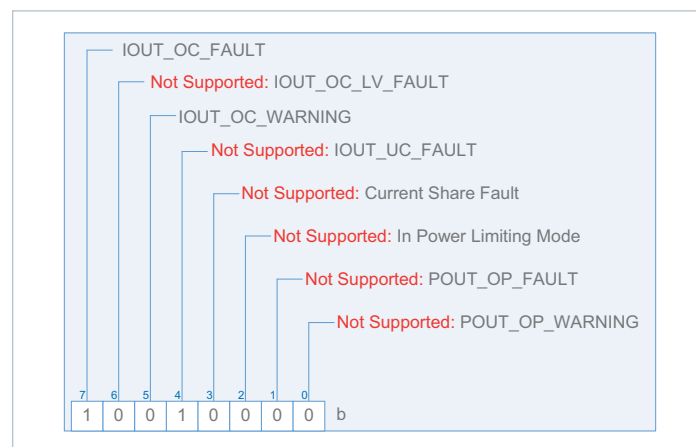 IOUT_OC_FAULT
Not Supported: IOUT_OC_LV_FAULT
IOUT_OC_WARNING
Not Supported: IOUT_UC_FAULT
Not Supported: Current Share Fault
Not Supported: In Power Limiting Mode
Not Supported: POUT_OP_FAULT
Not Supported: POUT_OP_WARNING
7 6 5 4 3 2 1 0
1 0 0 1 0 0 0 0 b